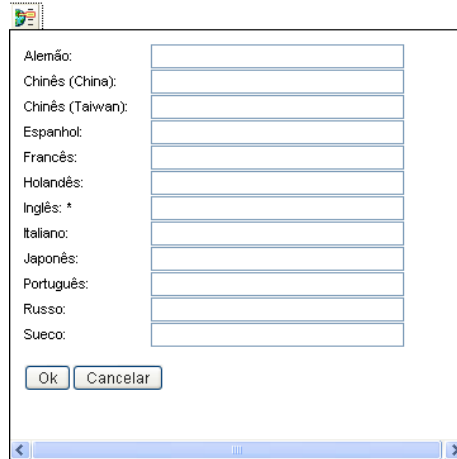 Alemão:
Chinês (China):
Chinês (Taiwan):
Espanhol:
Francês:
Holandês:
Inglês: *
Italiano:
Japonês:
Português:
Russo:
Sueco:
Ok Cancelar